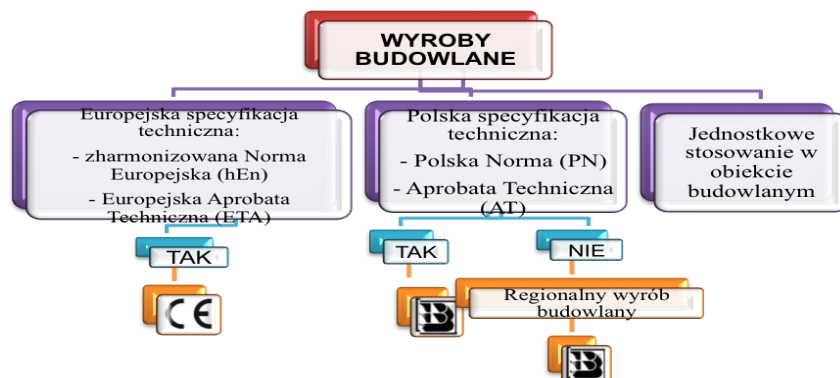 WYROBY
BUDOWLANE
Europejska specyfikacja
techniczna:
- zharmonizowana Norma
Europejska (hEn)
- Europejska Aprobata
Techniczna (ETA)
Polska specyfikacja
techniczna:
- Polska Norma (PN)
- Aprobata Techniczna
(AT)
Jednostkowe
stosowanie w
obiekcie
budowlanym
TAK
TAK
NIE
CE
B
Regionalny wyrób
budowlany
B